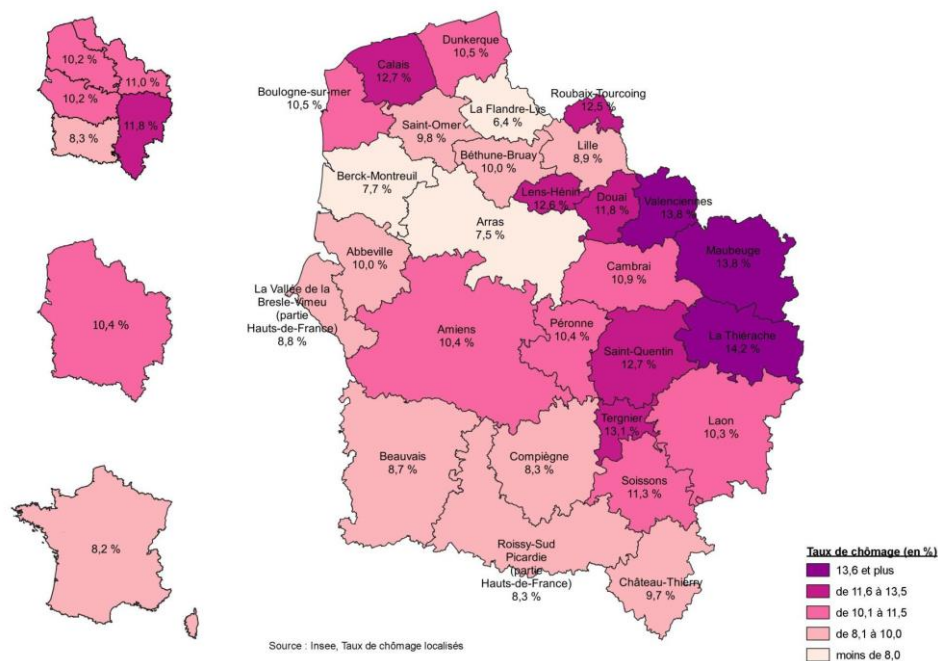 10,2 %
11,0 %
10,2 %
11,8 %
8,3 %
10,4 %
8,2 %
Dunkerque
10,5 %
Calais
12,7 %
Boulogne-sur-mer
10,5 %
La Flandre-Lys
6,4 %
Roubaix-Tourcoing
12,5 %
Saint-Omer
9,8 %
Béthune-Bruay
10,0 %
Lille
8,9 %
Berck-Montreuil
7,7 %
Lens-Hénin
12,6 %
Douai
11,8 %
Valenciennes
13,8 %
Arras
7,5 %
Maubeuge
13,8 %
Abbeville
10,0 %
Cambrai
10,9 %
La Vallée de la
Bresle-Vimeu
(partie
Hauts-de-France)
8,8 %
Amiens
10,4 %
Péronne
10,4 %
Saint-Quentin
12,7 %
La Thiérache
14,2 %
Tergnier
13,1 %
Laon
10,3 %
Beauvais
8,7 %
Compiègne
8,3 %
Soissons
11,3 %
Roissy-Sud
Picardie
(partie
Hauts-de-France)
8,3 %
Château-Thierry
9,7 %
Taux de chômage (en %)
13,6 et plus
de 11,6 à 13,5
de 10,1 à 11,5
de 8,1 à 10,0
moins de 8,0
Source : Insee, Taux de chômage localisés